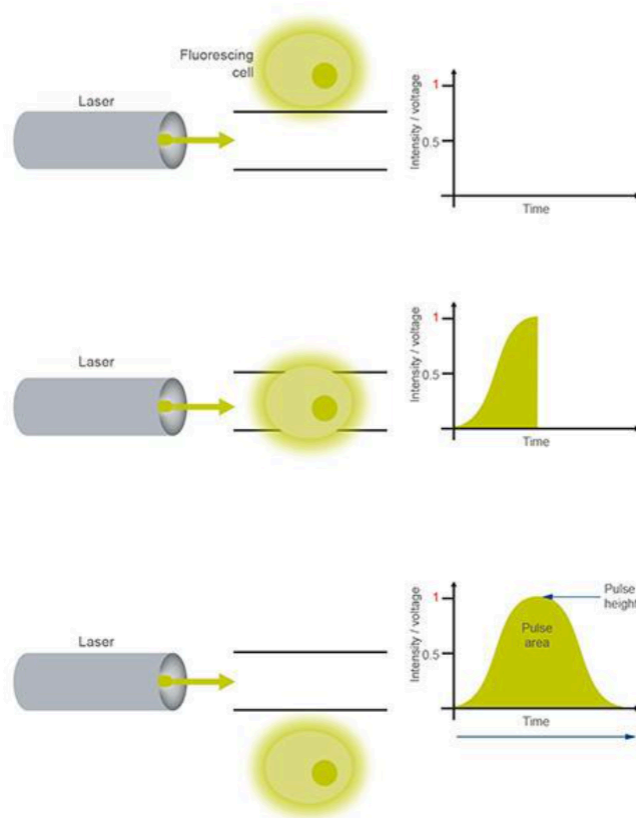 Fluorescing
cell
Laser
Intensity / voltage
1
0.5
Time
Laser
Intensity / voltage
1
0.5
Time
Laser
Intensity / voltage
1
0.5
Pulse
height
Pulse
area
Time